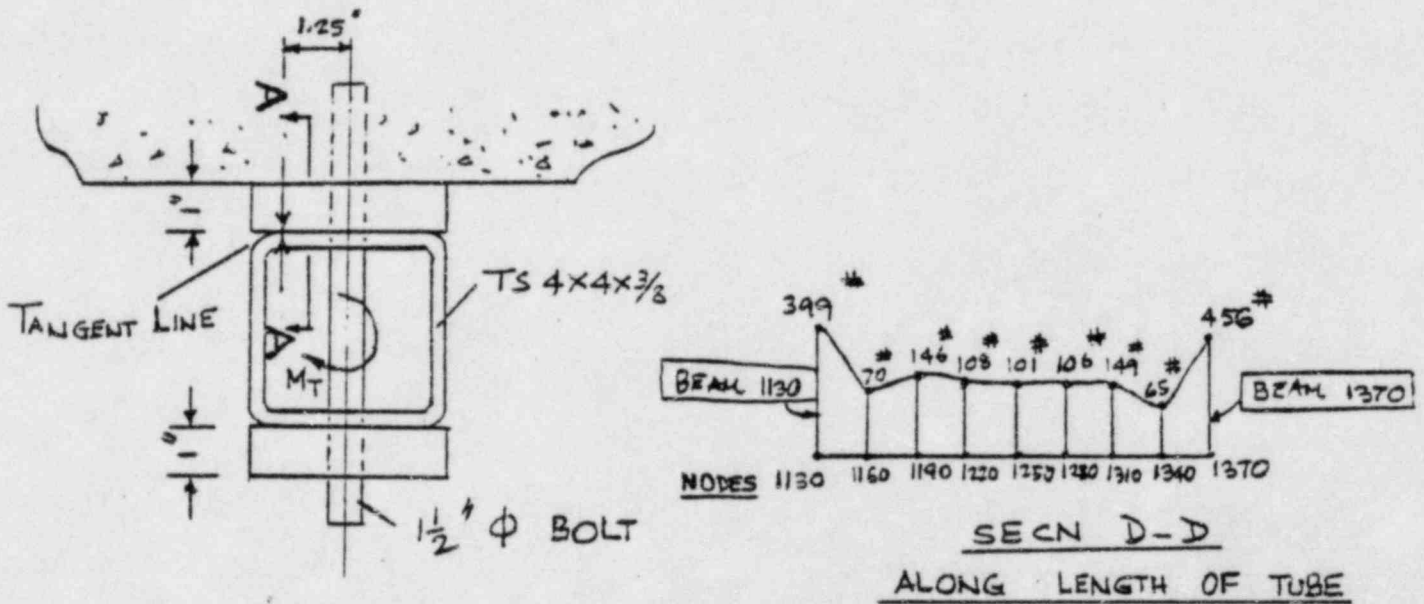 1.25"
A
1"
TANGENT LINE
TS 4x4x3/8
A
MT
1"
1 1/2" Φ BOLT
399#
456#
70#
146#
108#
101#
106#
149#
65#
BEAM 1130
BEAM 1370
NODES 1130 1160 1190 1220 1250 1280 1310 1340 1370
SECN D-D
ALONG LENGTH OF TUBE